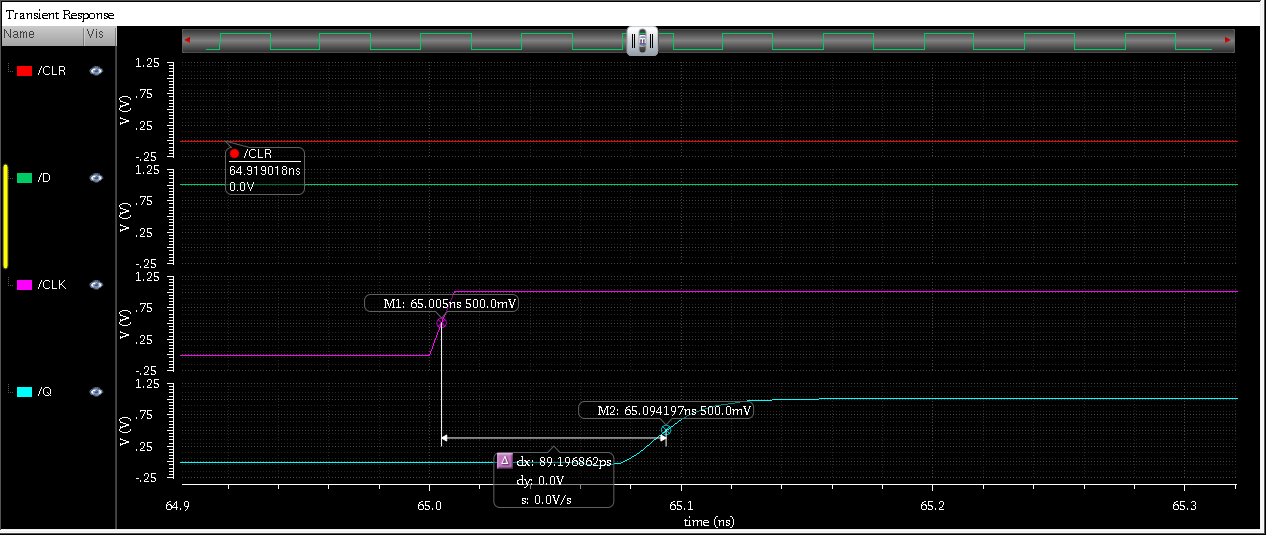 Transient Response
Name Vis
/CLR
1.25
.75
.25
-.25
V (V)
/CLR
64.919018ns
0.0V
/D
1.25
.75
.25
-.25
V (V)
/CLK
1.25
.75
.25
-.25
V (V)
M1: 65.005ns 500.0mV
/Q
1.25
.75
.25
-.25
V (V)
M2: 65.094197ns 500.0mV
Δ dx: 89.196862ps
dy: 0.0V
s: 0.0V/s
64.9 65.0 65.1 65.2 65.3
time (ns)